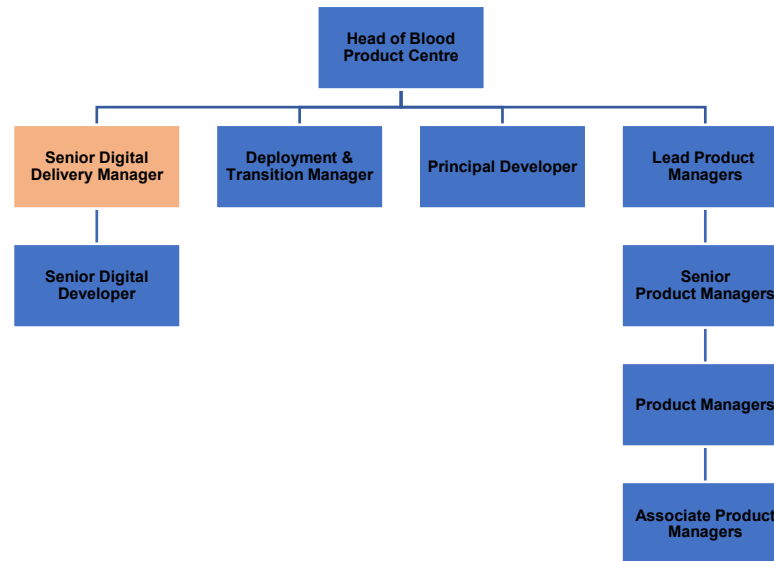 Head of Blood
Product Centre
Senior Digital
Delivery Manager
Deployment &
Transition Manager
Principal Developer
Lead Product
Managers
Senior Digital
Developer
Senior
Product Managers
Product Managers
Associate Product
Managers